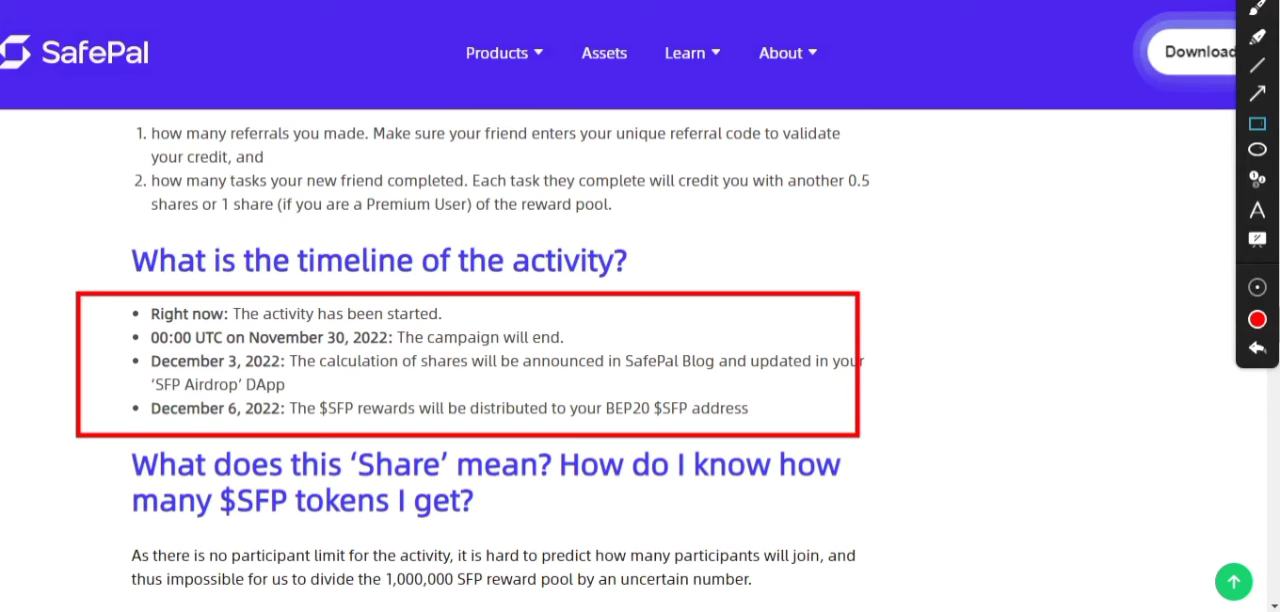 SafePal
Products Assets Learn About
Download
1. how many referrals you made. Make sure your friend enters your unique referral code to validate
your credit, and
2. how many tasks your new friend completed. Each task they complete will credit you with another 0.5
shares or 1 share (if you are a Premium User) of the reward pool.
What is the timeline of the activity?
• Right now: The activity has been started.
• 00:00 UTC on November 30, 2022: The campaign will end.
• December 3, 2022: The calculation of shares will be announced in SafePal Blog and updated in your
‘SFP Airdrop’ DApp
• December 6, 2022: The $SFP rewards will be distributed to your BEP20 $SFP address
What does this ‘Share’ mean? How do I know how
many $SFP tokens I get?
As there is no participant limit for the activity, it is hard to predict how many participants will join, and
thus impossible for us to divide the 1,000,000 SFP reward pool by an uncertain number.